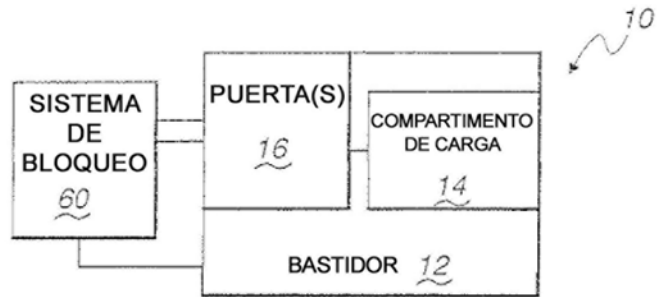 10
SISTEMA
DE
BLOQUEO
60
PUERTA(S)
16
COMPARTIMENTO
DE CARGA
14
BASTIDOR 12